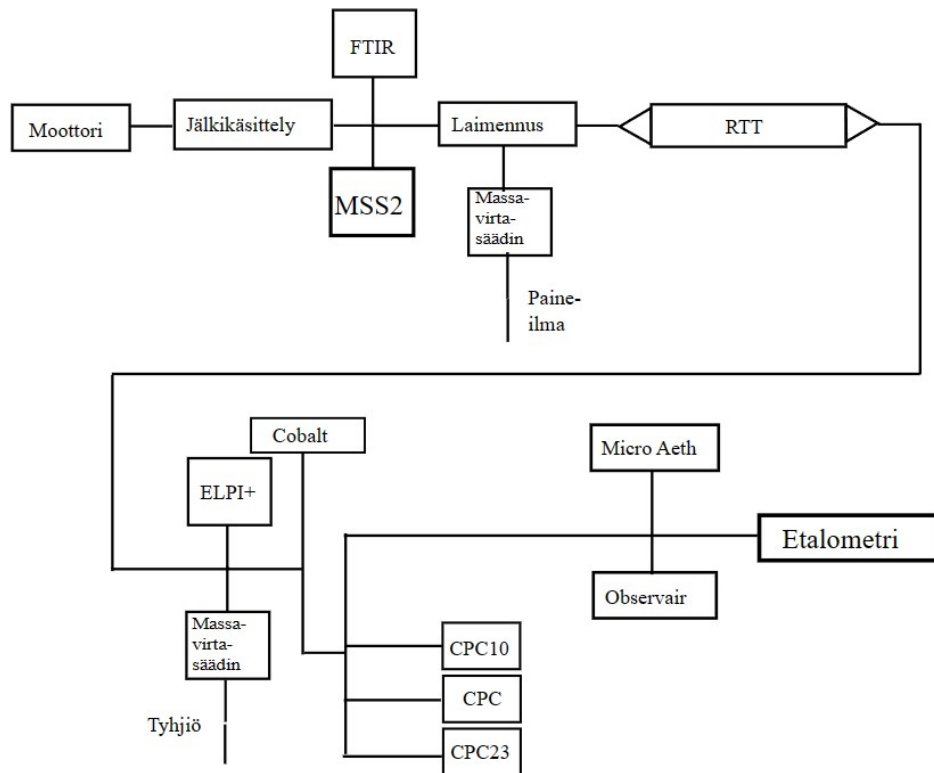 FTIR
Moottori
Jälkikäsittely
Laimennus
RTT
MSS2
Massa-
virta-
säädin
Paine-
ilma
Cobalt
Micro Aeth
ELPI+
Etalometri
Observair
Massa-
virta-
säädin
CPC10
CPC
CPC23
Tyhjiö